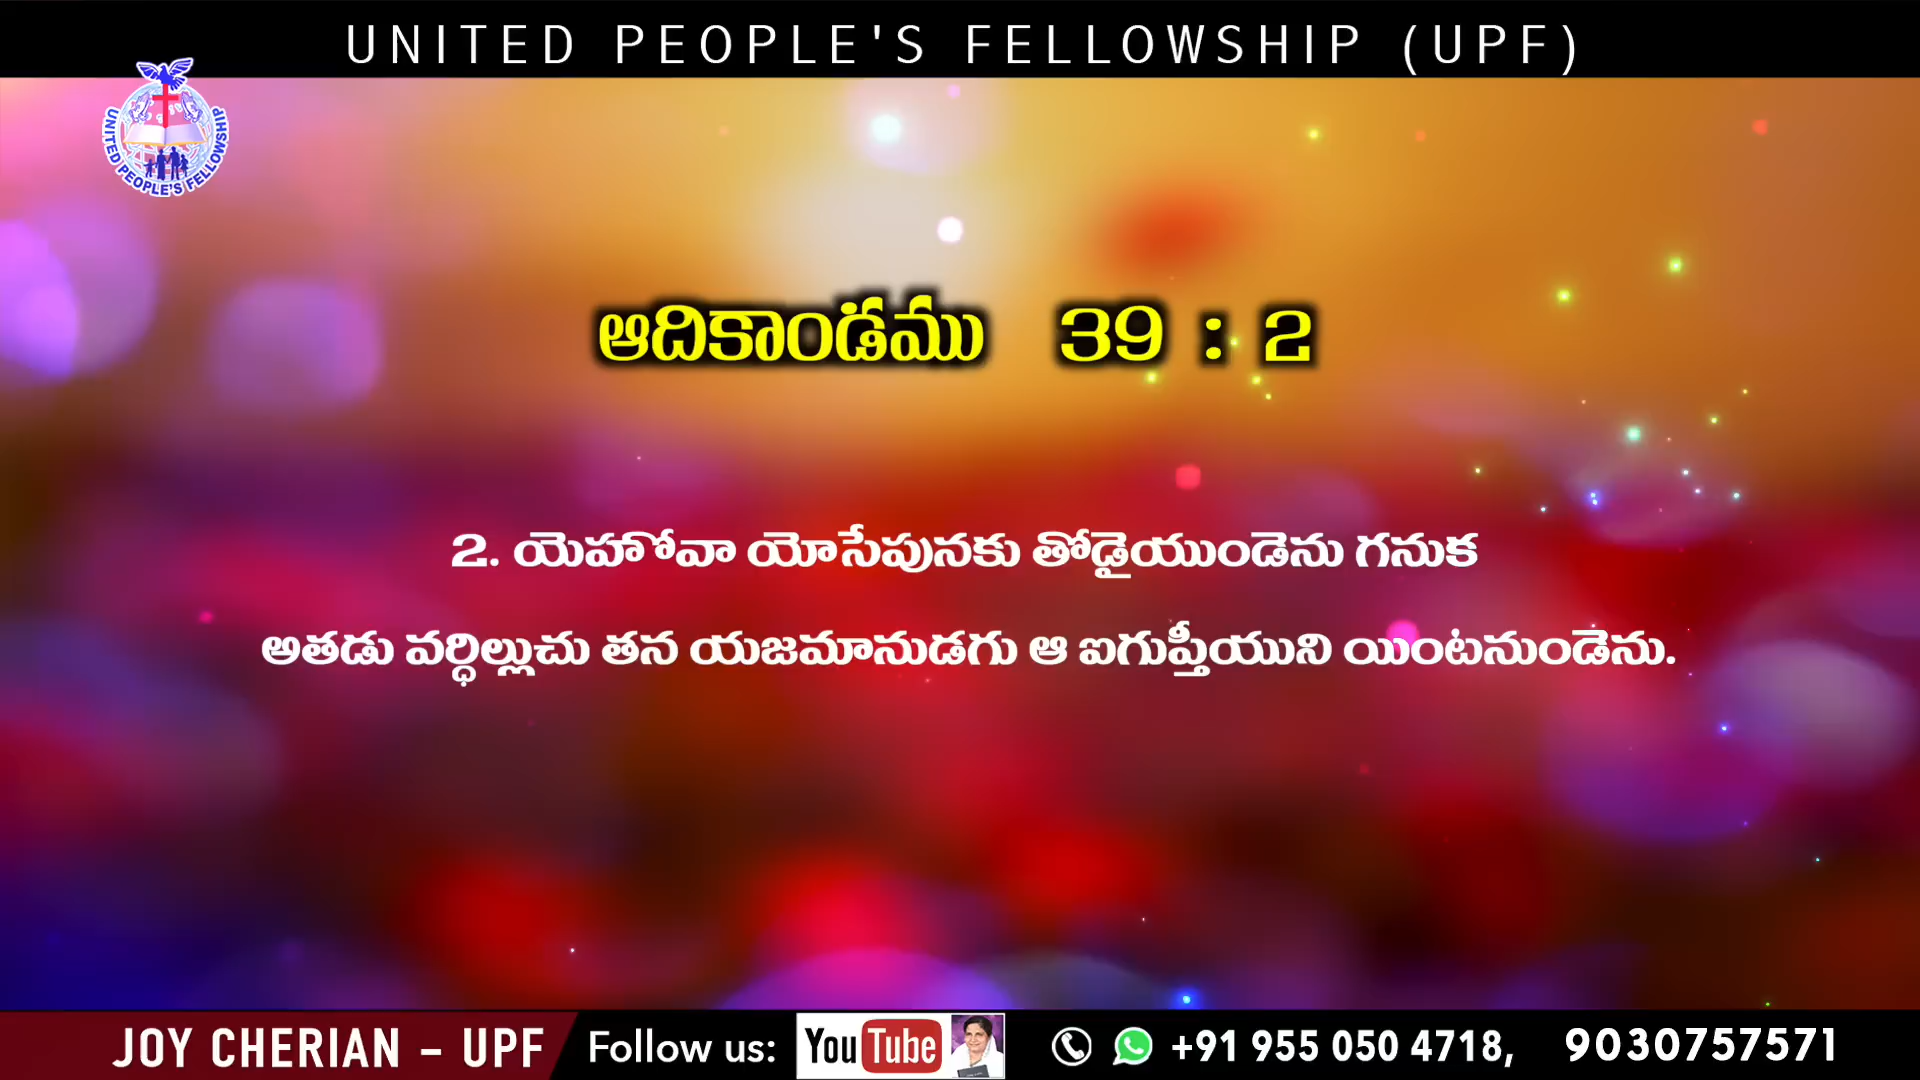 UNITED PEOPLE'S FELLOWSHIP (UPF)
UNITED PEOPLE'S FELLOWSHIP
ఆదికాండము 39 : 2
2. యెహోవా యోసేపునకు తోడైయుండెను గనుక
అతడు వర్ధిల్లుచు తన యజమానుడగు ఆ ఐగుప్తీయుని యింటనుండెను.
JOY CHERIAN – UPF
Follow us:
YouTube
+91 955 050 4718, 9030757571